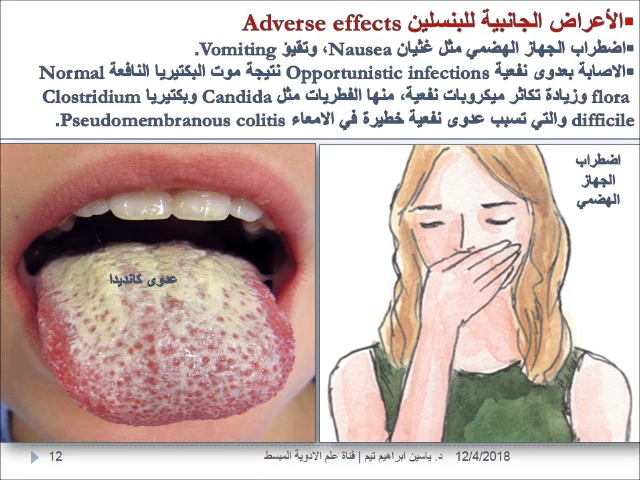 ▪الأعراض الجانبية للبنسلين Adverse effects
▪اضطراب الجهاز الهضمي مثل غثيان Nausea، وتقيؤ Vomiting.
▪الاصابة بعدوى نفعية Opportunistic infections نتيجة موت البكتيريا النافعة Normal
flora وزيادة تكاثر ميكروبات نفعية، منها الفطريات مثل Candida وبكتيريا Clostridium
difficile والتي تسبب عدوى نفعية خطيرة في الامعاء Pseudomembranous colitis.
اضطراب
الجهاز
الهضمي
عدوى كانديدا
12/4/2018 د. ياسين ابراهيم تيم | قناة علم الادوية المبسط 12